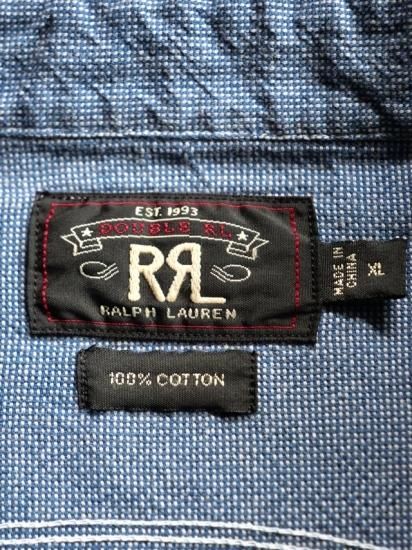 EST. 1993
DOUBLE RL
RRL
RALPH LAUREN
MADE IN
CHINA
XL
100% COTTON